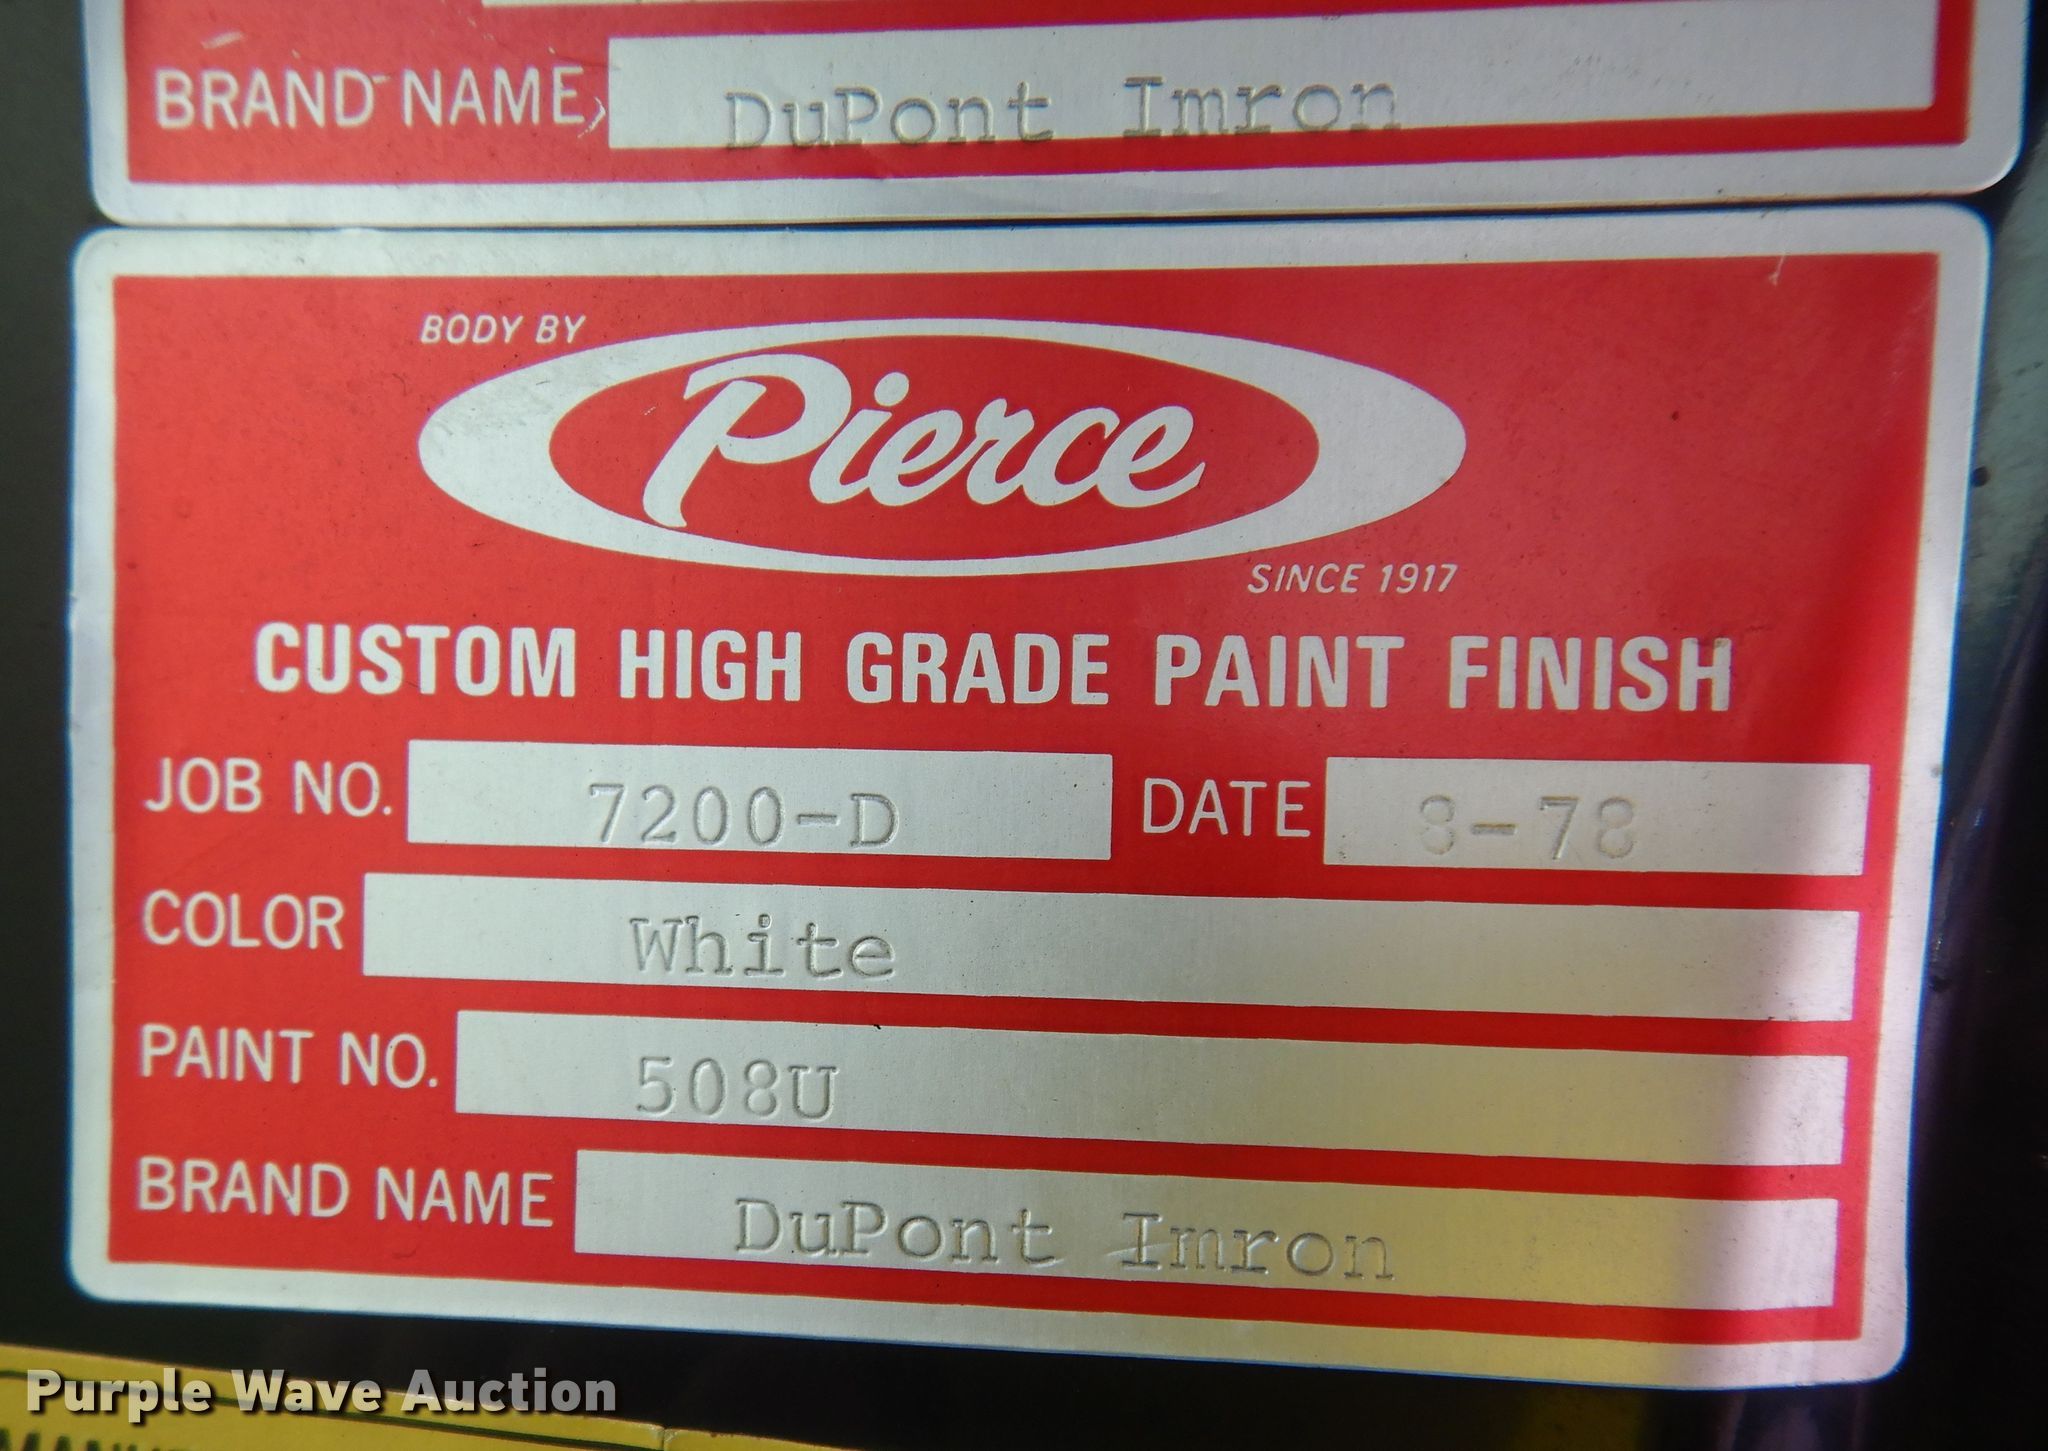 BRAND NAME DuPont Imron
BODY BY
Pierce
SINCE 1917
CUSTOM HIGH GRADE PAINT FINISH
JOB NO. 7200-D DATE 8-78
COLOR White
PAINT NO. 508U
BRAND NAME DuPont Imron
Purple Wave Auction